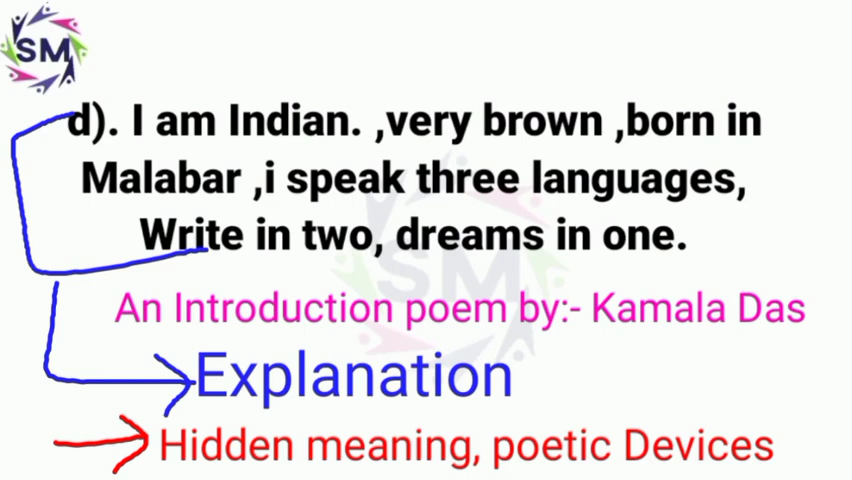 SM
d). I am Indian. ,very brown ,born in
Malabar ,i speak three languages,
Write in two, dreams in one.
SM
An Introduction poem by:- Kamala Das
Explanation
Hidden meaning, poetic Devices